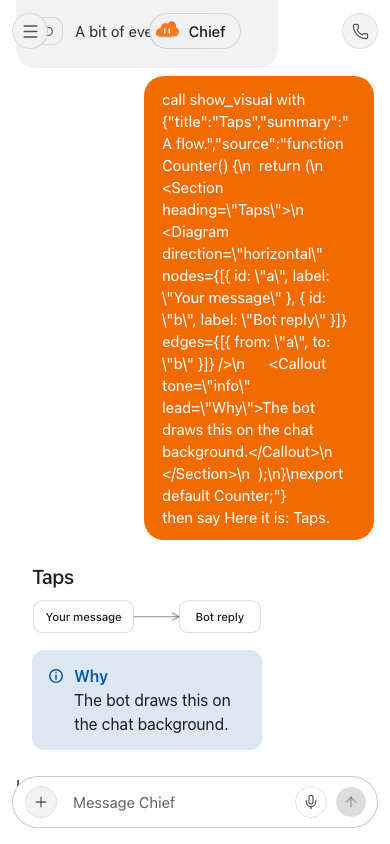 A bit of eve
Chief
call show_visual with
{"title":"Taps","summary":"
A flow.","source":"function
Counter() {\n  return (\n
<Section
heading=\"Taps\">\n
<Diagram
direction=\"horizontal\"
nodes={[{ id: \"a\", label:
\"Your message\" }, { id:
\"b\", label: \"Bot reply\" }]}
edges={[{ from: \"a\", to:
\"b\" }]} />\n      <Callout
tone=\"info\"
lead=\"Why\">The bot
draws this on the chat
background.</Callout>\n
</Section>\n  );\n}\nexport
default Counter;"}
then say Here it is: Taps.
Taps
Your message
Bot reply
Why
The bot draws this on
the chat background.
Message Chief